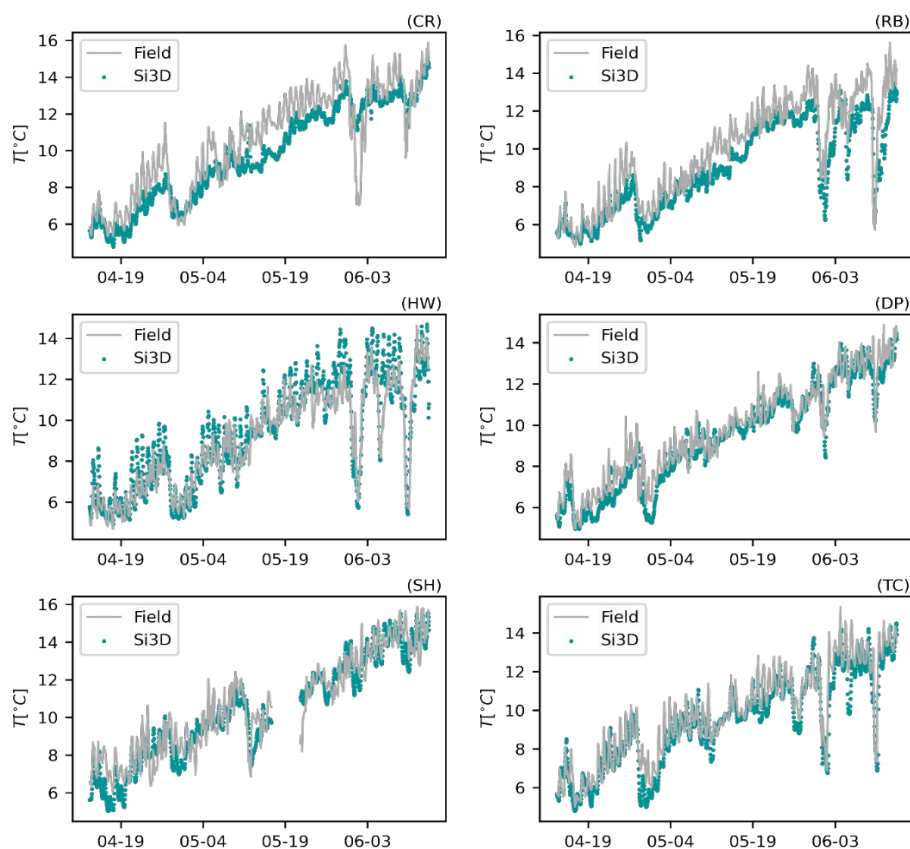 (CR)
Field
Si3D
T[°C]
16
14
12
10
8
6
04-19 05-04 05-19 06-03
(RB)
Field
Si3D
T[°C]
16
14
12
10
8
6
04-19 05-04 05-19 06-03
(HW)
Field
Si3D
T[°C]
14
12
10
8
6
04-19 05-04 05-19 06-03
(DP)
Field
Si3D
T[°C]
14
12
10
8
6
04-19 05-04 05-19 06-03
(SH)
Field
Si3D
T[°C]
16
14
12
10
8
6
04-19 05-04 05-19 06-03
(TC)
Field
Si3D
T[°C]
16
14
12
10
8
6
04-19 05-04 05-19 06-03